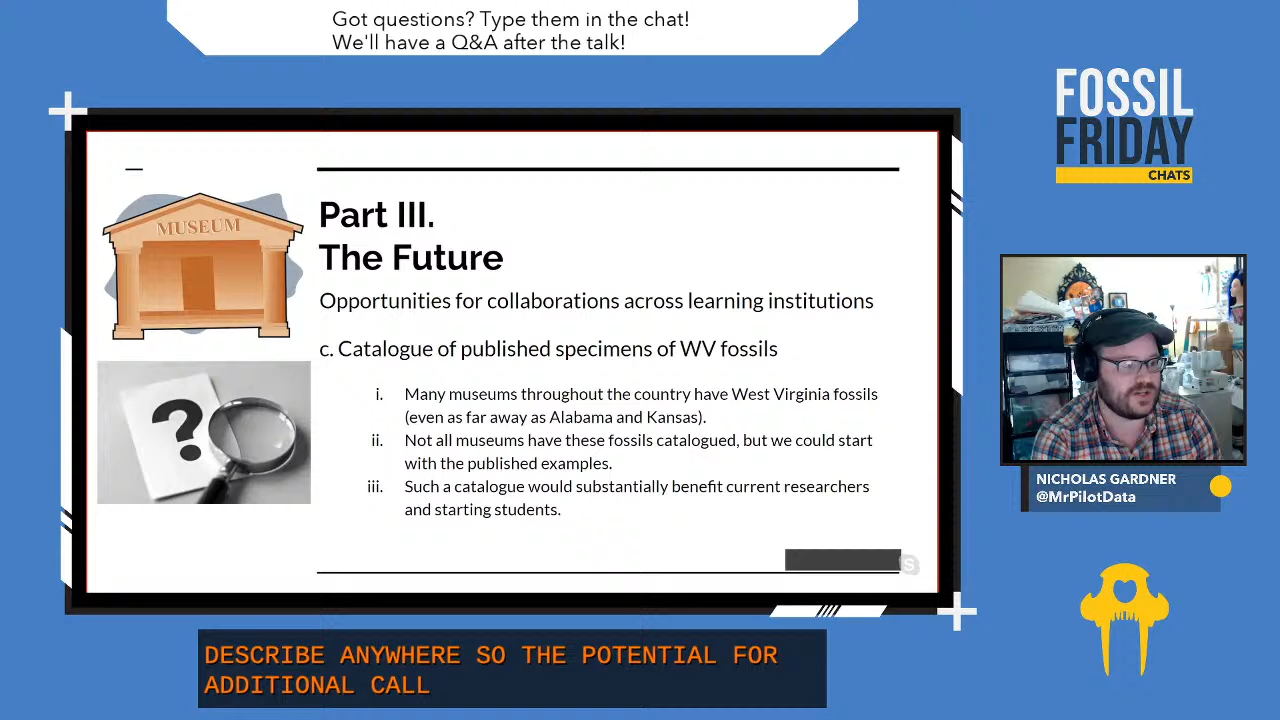 Got questions? Type them in the chat!
We'll have a Q&A after the talk!
FOSSIL
FRIDAY
CHATS
MUSEUM
Part III.
The Future
Opportunities for collaborations across learning institutions
c. Catalogue of published specimens of WV fossils
i. Many museums throughout the country have West Virginia fossils
(even as far away as Alabama and Kansas).
ii. Not all museums have these fossils catalogued, but we could start
with the published examples.
iii. Such a catalogue would substantially benefit current researchers
and starting students.
?
S
NICHOLAS GARDNER
@MrPilotData
DESCRIBE ANYWHERE SO THE POTENTIAL FOR
ADDITIONAL CALL